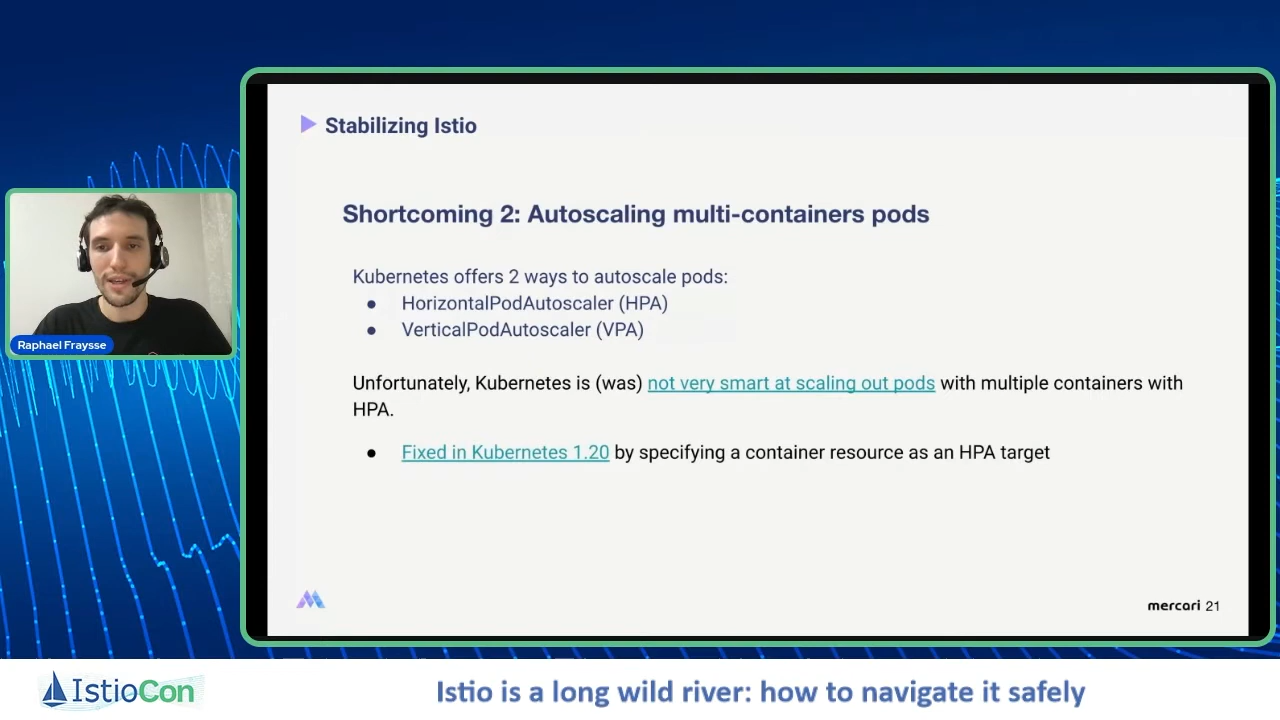 Stabilizing Istio
Shortcoming 2: Autoscaling multi-containers pods
Kubernetes offers 2 ways to autoscale pods:
● HorizontalPodAutoscaler (HPA)
● VerticalPodAutoscaler (VPA)
Unfortunately, Kubernetes is (was) not very smart at scaling out pods with multiple containers with
HPA.
● Fixed in Kubernetes 1.20 by specifying a container resource as an HPA target
mercari 21
Raphael Fraysse
IstioCon
Istio is a long wild river: how to navigate it safely